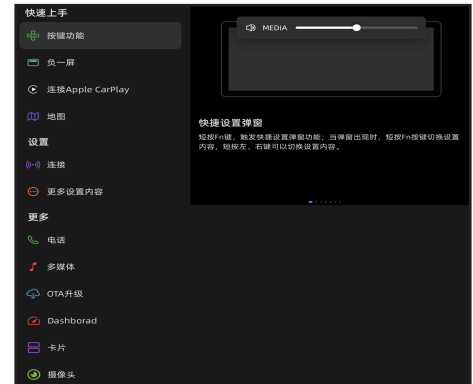 快速上手
按键功能
负一屏
连接Apple CarPlay
地图
设置
连接
更多设置内容
更多
电话
多媒体
OTA升级
Dashborad
卡片
摄像头
MEDIA
快捷设置弹窗
短按Fn键，触发快捷设置弹窗功能；当弹窗出现时，短按Fn按键切换设置
内容，短按左、右键可以切换设置内容。